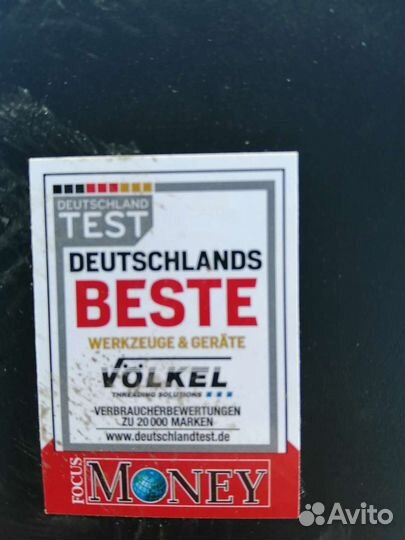 DEUTSCHLAND
TEST
DEUTSCHLANDS
BESTE
WERKZEUGE & GERÄTE
VÖLKEL
THREADING SOLUTIONS
VERBRAUCHERBEWERTUNGEN
ZU 20 000 MARKEN
www.deutschlandtest.de
FOCUS
MONEY
Avito